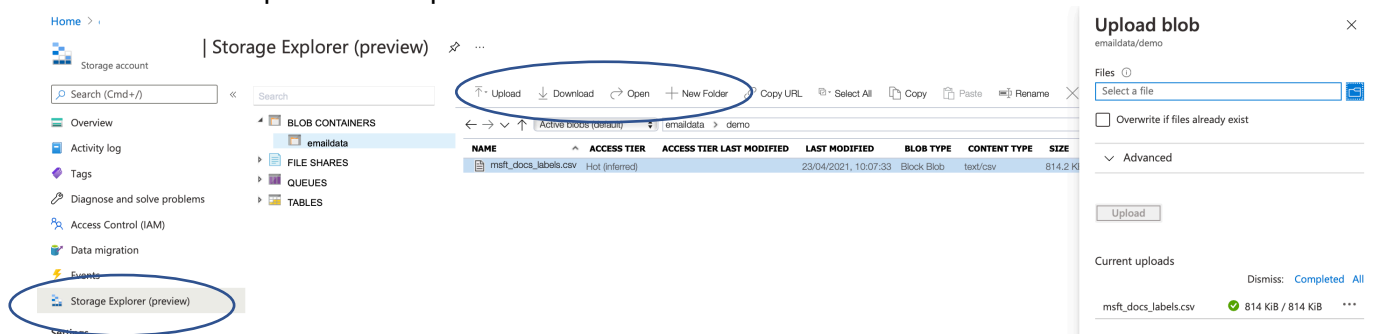 Home >
| Storage Explorer (preview) ...
Storage account
Search (Cmd+/) «
Overview
Activity log
Tags
Diagnose and solve problems
Access Control (IAM)
Data migration
Events
Storage Explorer (preview)
Settings
Search
BLOB CONTAINERS
emaildata
FILE SHARES
QUEUES
TABLES
Upload Download Open New Folder Copy URL Select All Copy Paste Rename
Active blobs (default) emaildata > demo
NAME ACCESS TIER ACCESS TIER LAST MODIFIED LAST MODIFIED BLOB TYPE CONTENT TYPE SIZE
msft_docs_labels.csv Hot (inferred) 23/04/2021, 10:07:33 Block Blob text/csv 814.2
Upload blob
emaildata/demo
Files
Select a file
Overwrite if files already exist
Advanced
Upload
Current uploads
Dismiss: Completed All
msft_docs_labels.csv 814 KiB / 814 KiB ...